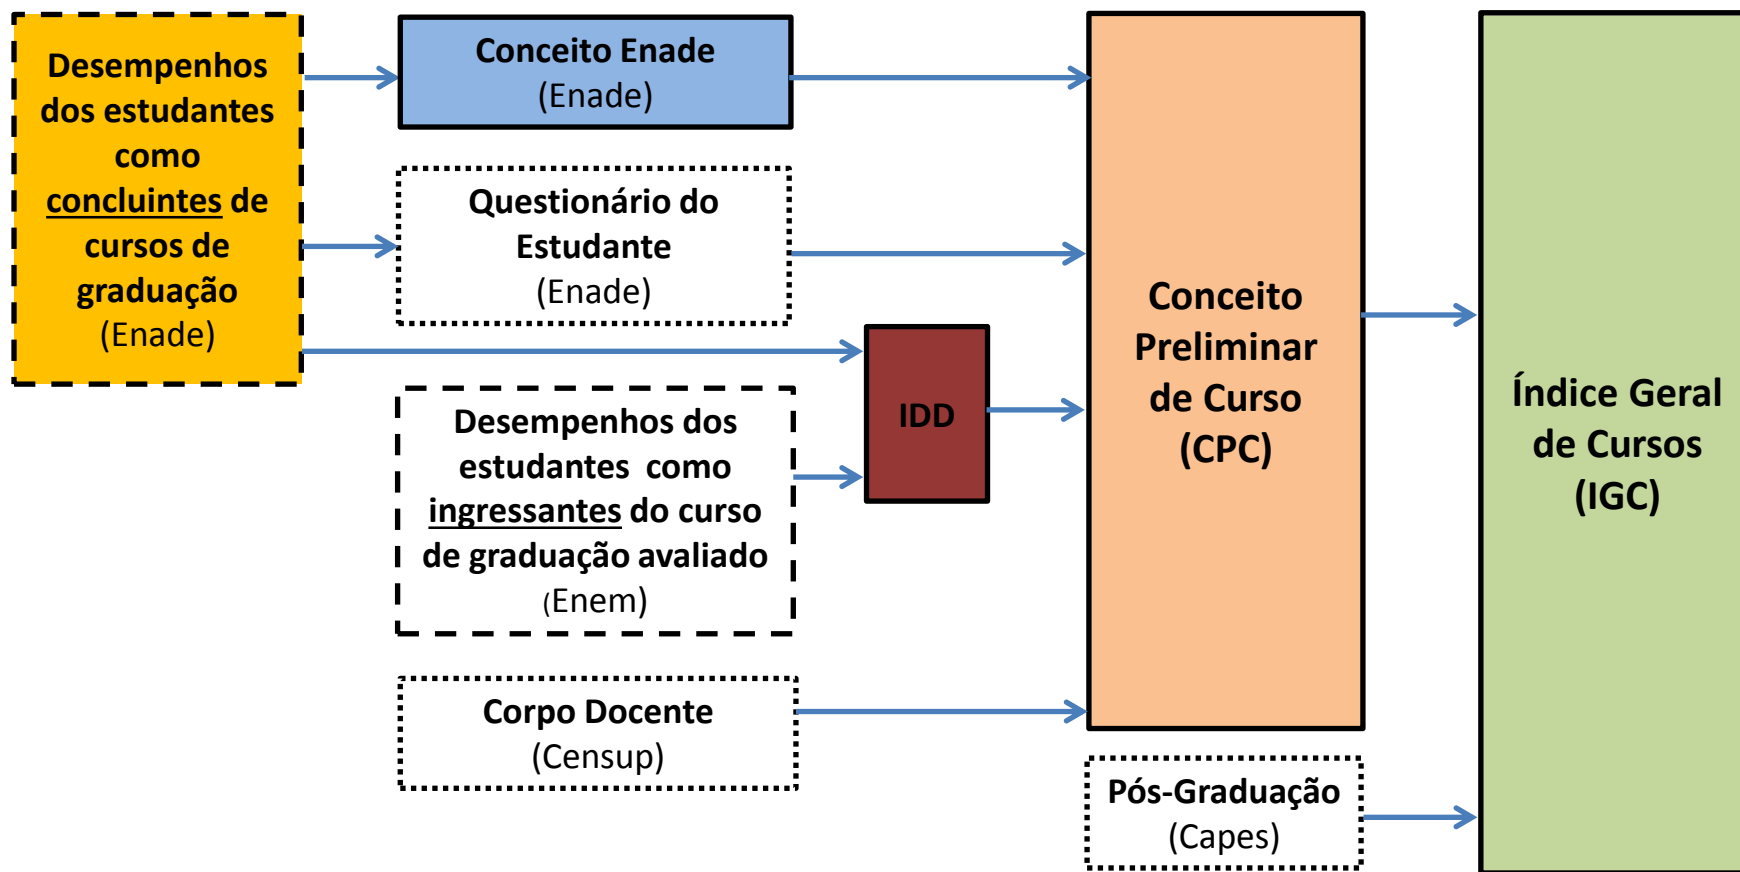 Desempenhos
dos estudantes
como
concluintes de
cursos de
graduação
(Enade)
Conceito Enade
(Enade)
Questionário do
Estudante
(Enade)
IDD
Desempenhos dos
estudantes como
ingressantes do curso
de graduação avaliado
(Enem)
Corpo Docente
(Censup)
Conceito
Preliminar
de Curso
(CPC)
Pós-Graduação
(Capes)
Índice Geral
de Cursos
(IGC)